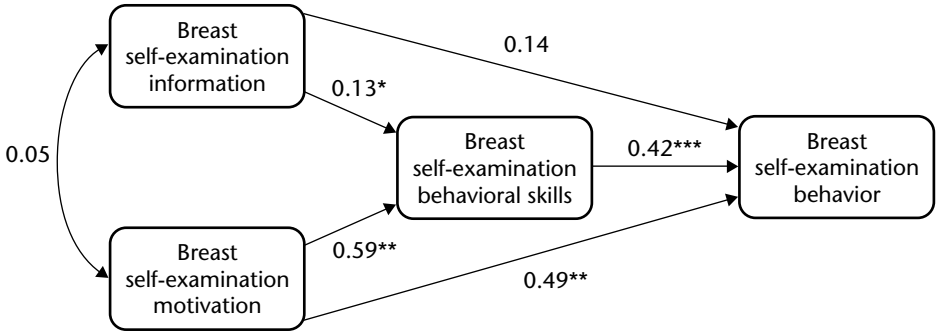 Breast
self-examination
information
0.14
0.13*
0.05
Breast
self-examination
behavioral skills
0.42***
Breast
self-examination
behavior
Breast
self-examination
motivation
0.59**
0.49**